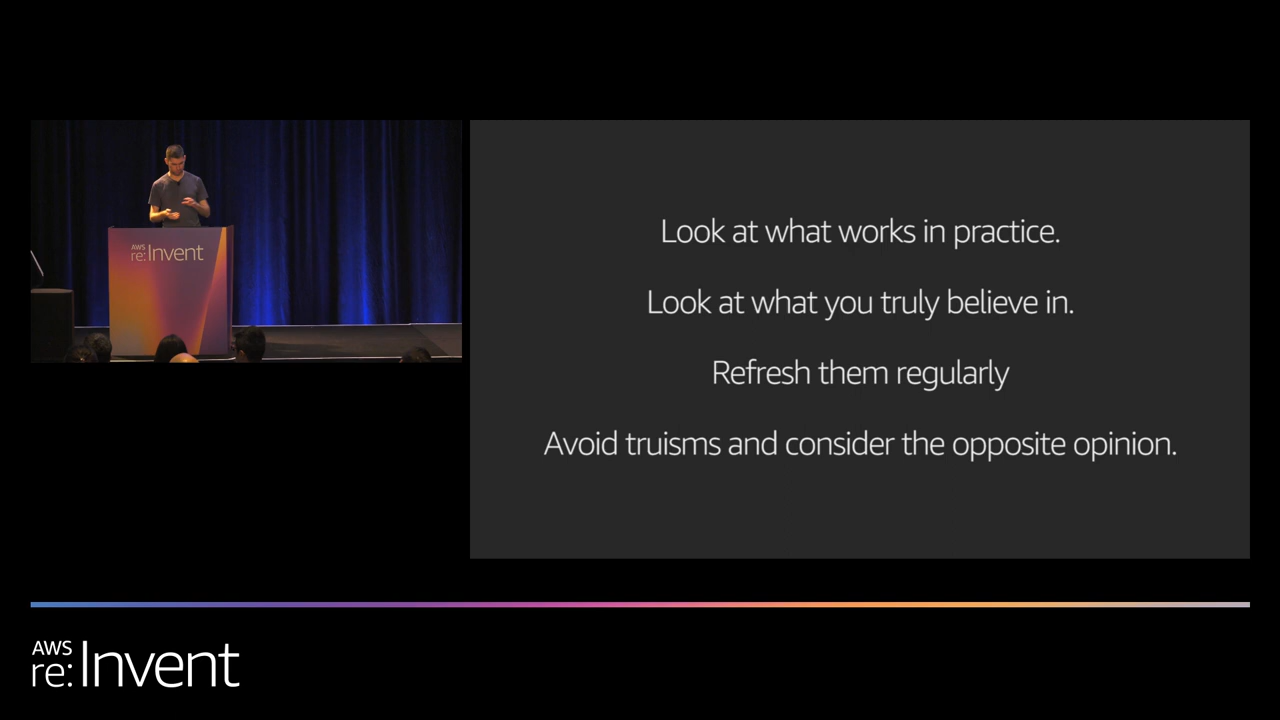 AWS
re:Invent
Look at what works in practice.
Look at what you truly believe in.
Refresh them regularly
Avoid truisms and consider the opposite opinion.
AWS
re:Invent